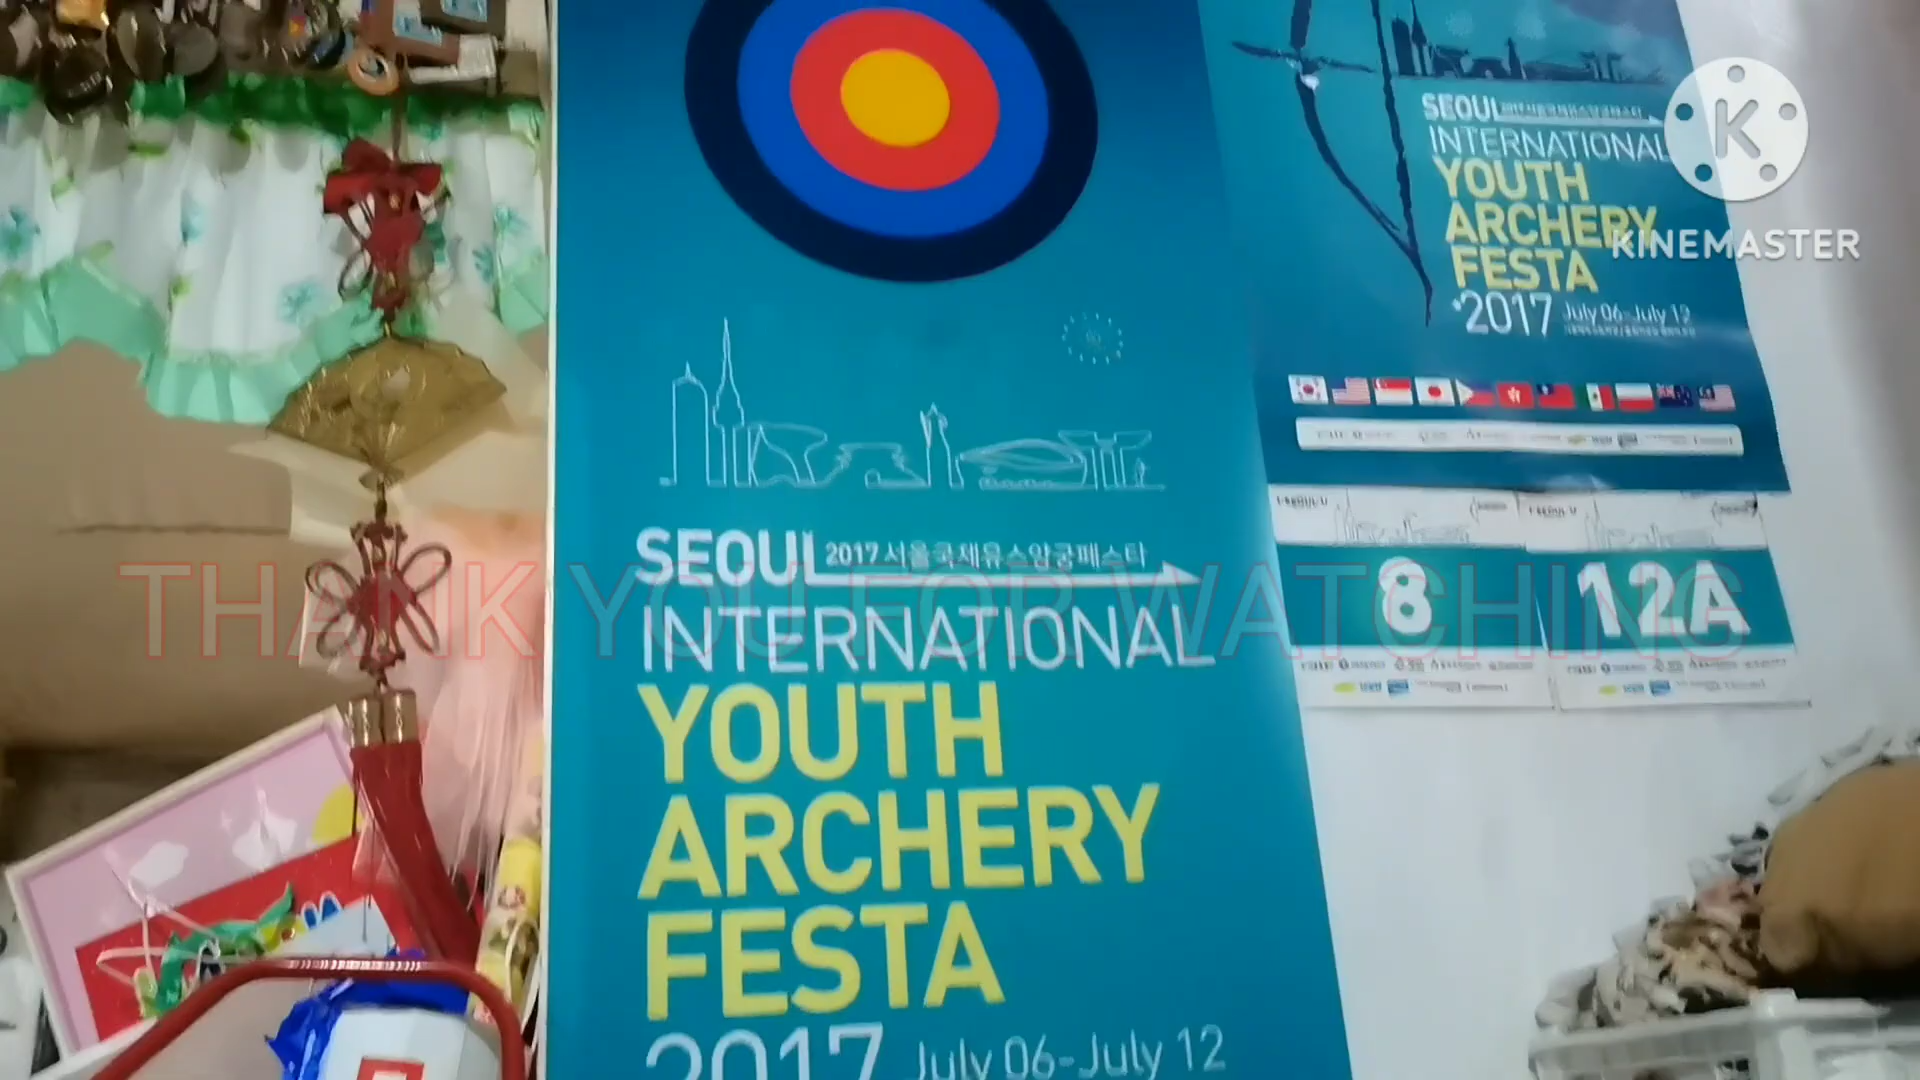 SEOUL 2017 서울국제유스양궁페스타
INTERNATIONAL
YOUTH
ARCHERY
FESTA
2017 July 06-July 12
SEOUL
INTERNATIONAL
YOUTH
ARCHERY
FESTA
2017 July 06-July 12
8
12A
K
KINEMASTER
THANK YOU FOR WATCHING